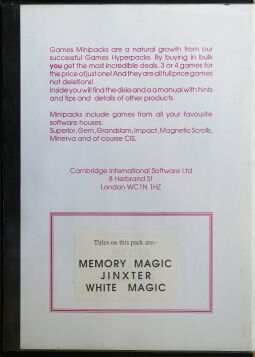 Games Minipacks are a natural growth from our
successful Games Hyperpacks. By buying in bulk
you get the most incredible deals. 3 or 4 games for
the price of just one! And they are all full price games
not deletions!
Inside you will find the disks and a a manual with hints
and tips and details of other products.
Minipacks include games from all your favourite
software houses:
Superior, Gem, Grandslam, Impact, Magnetic Scrolls,
Minerva and of course CIS.
Cambridge International Software Ltd
8 Herbrand St
London WC1N 1HZ
Titles on this pack are:-
MEMORY MAGIC
JINXTER
WHITE MAGIC